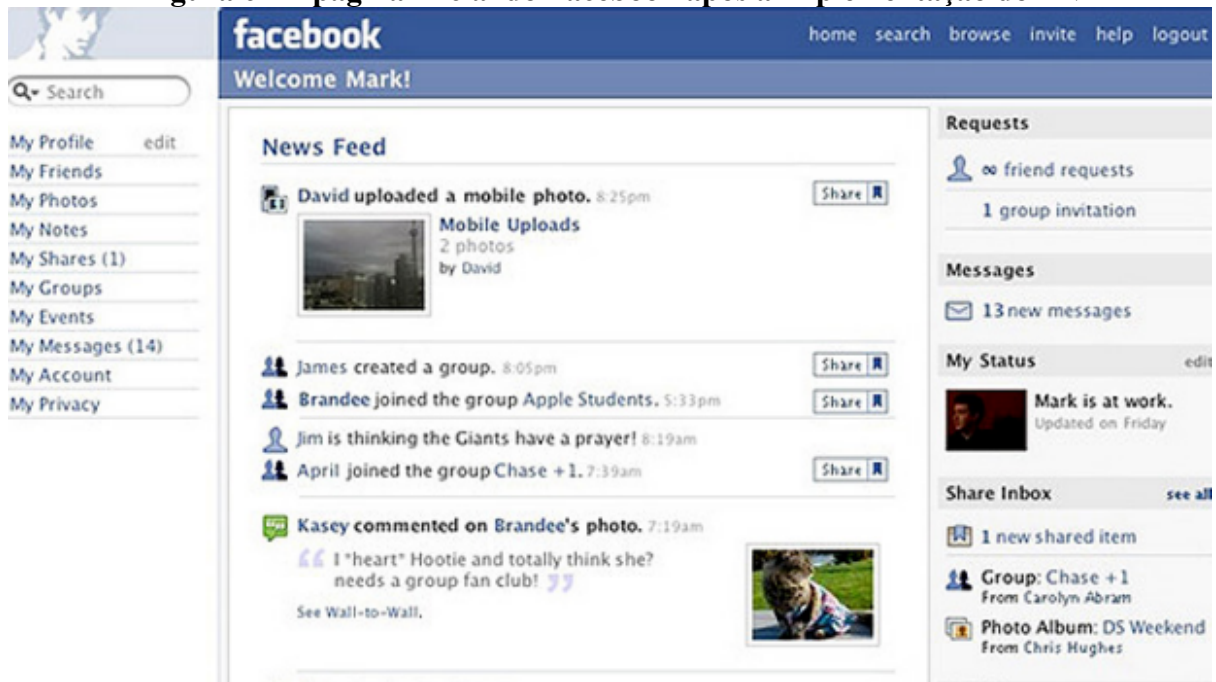 facebook
home search browse invite help logout
Welcome Mark!
Search
My Profile edit
My Friends
My Photos
My Notes
My Shares (1)
My Groups
My Events
My Messages (14)
My Account
My Privacy
News Feed
David uploaded a mobile photo. 8:25pm
Share
Mobile Uploads
2 photos
by David
James created a group. 8:05pm
Share
Brandee joined the group Apple Students. 5:33pm
Share
Jim is thinking the Giants have a prayer! 8:19am
April joined the group Chase +1. 7:39am
Share
Kasey commented on Brandee's photo. 7:19am
“ I *heart* Hootie and totally think she?
needs a group fan club! ”
See Wall-to-Wall.
Requests
∞ friend requests
1 group invitation
Messages
13 new messages
My Status edit
Mark is at work.
Updated on Friday
Share Inbox see all
1 new shared item
Group: Chase +1
From Carolyn Abram
Photo Album: DS Weekend
From Chris Hughes